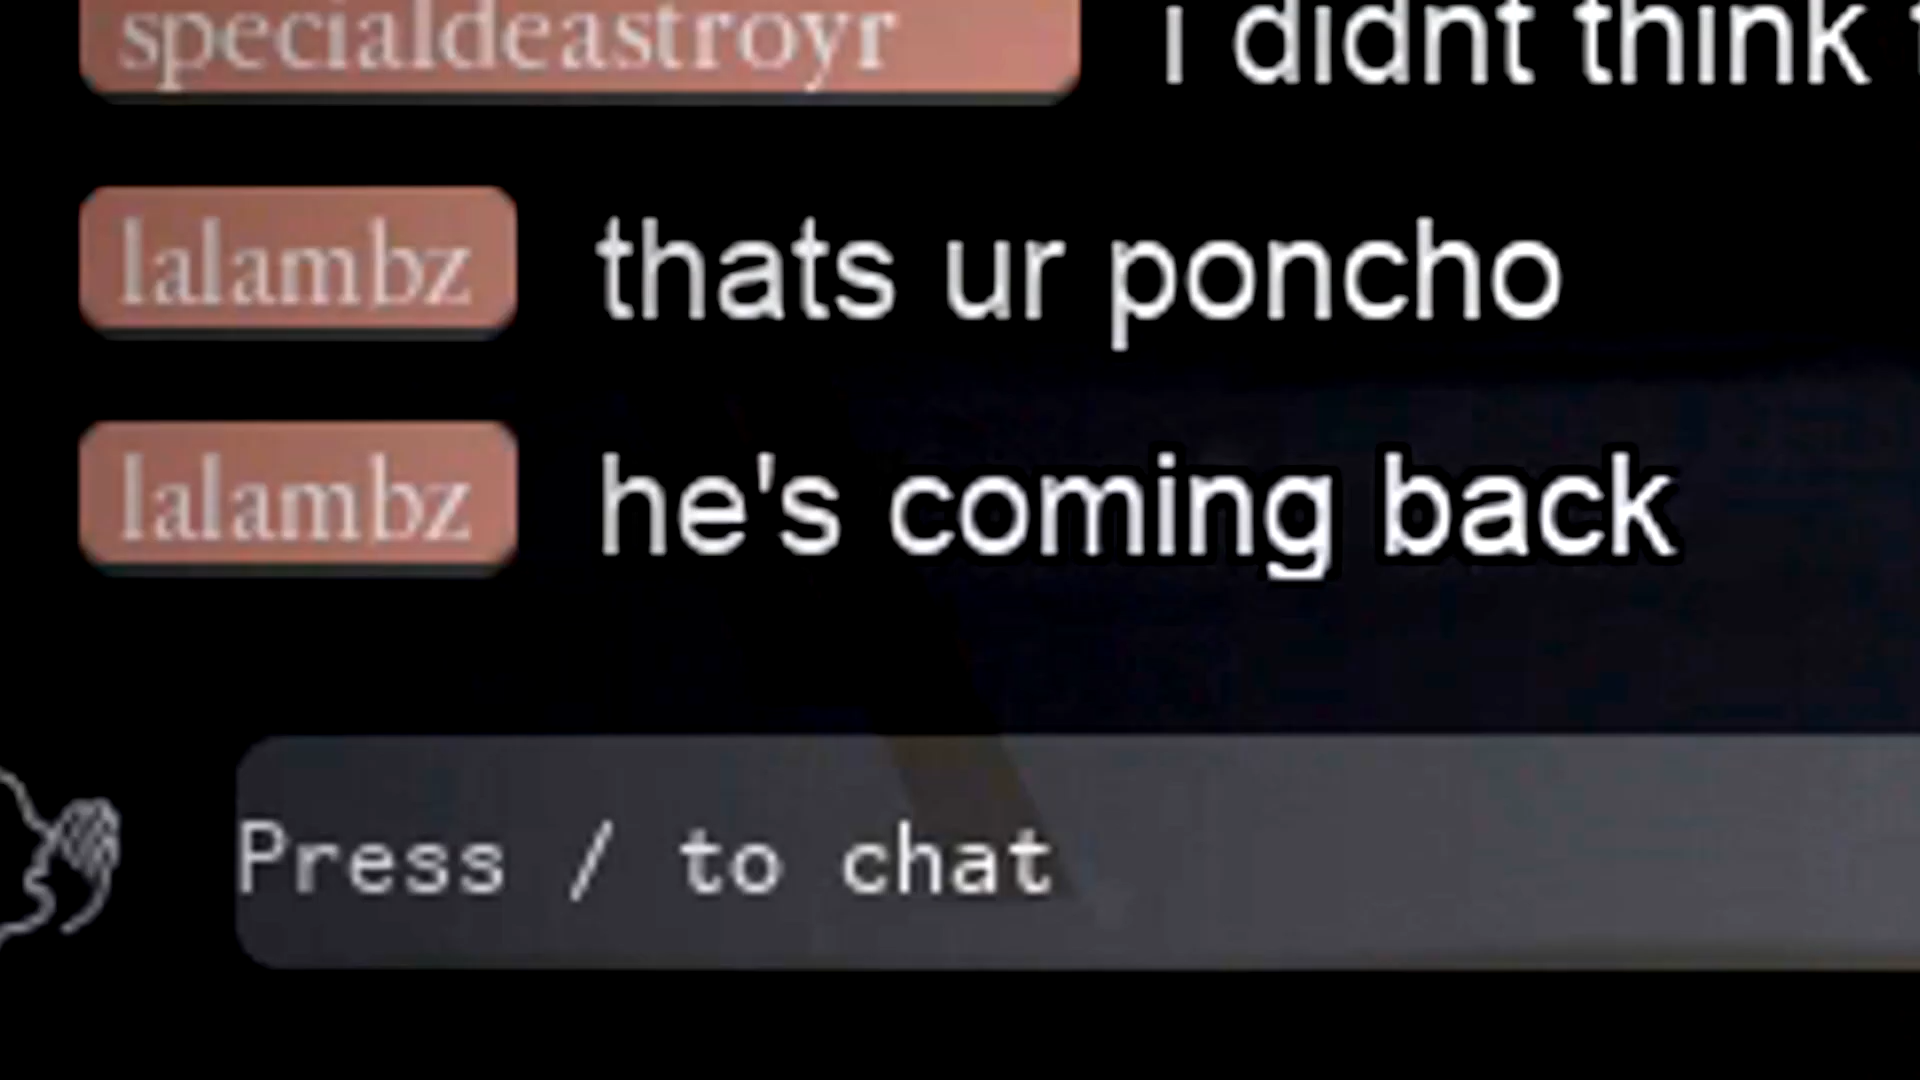 specialdeastroyr i didnt think
lalambz thats ur poncho
lalambz he's coming back
Press / to chat